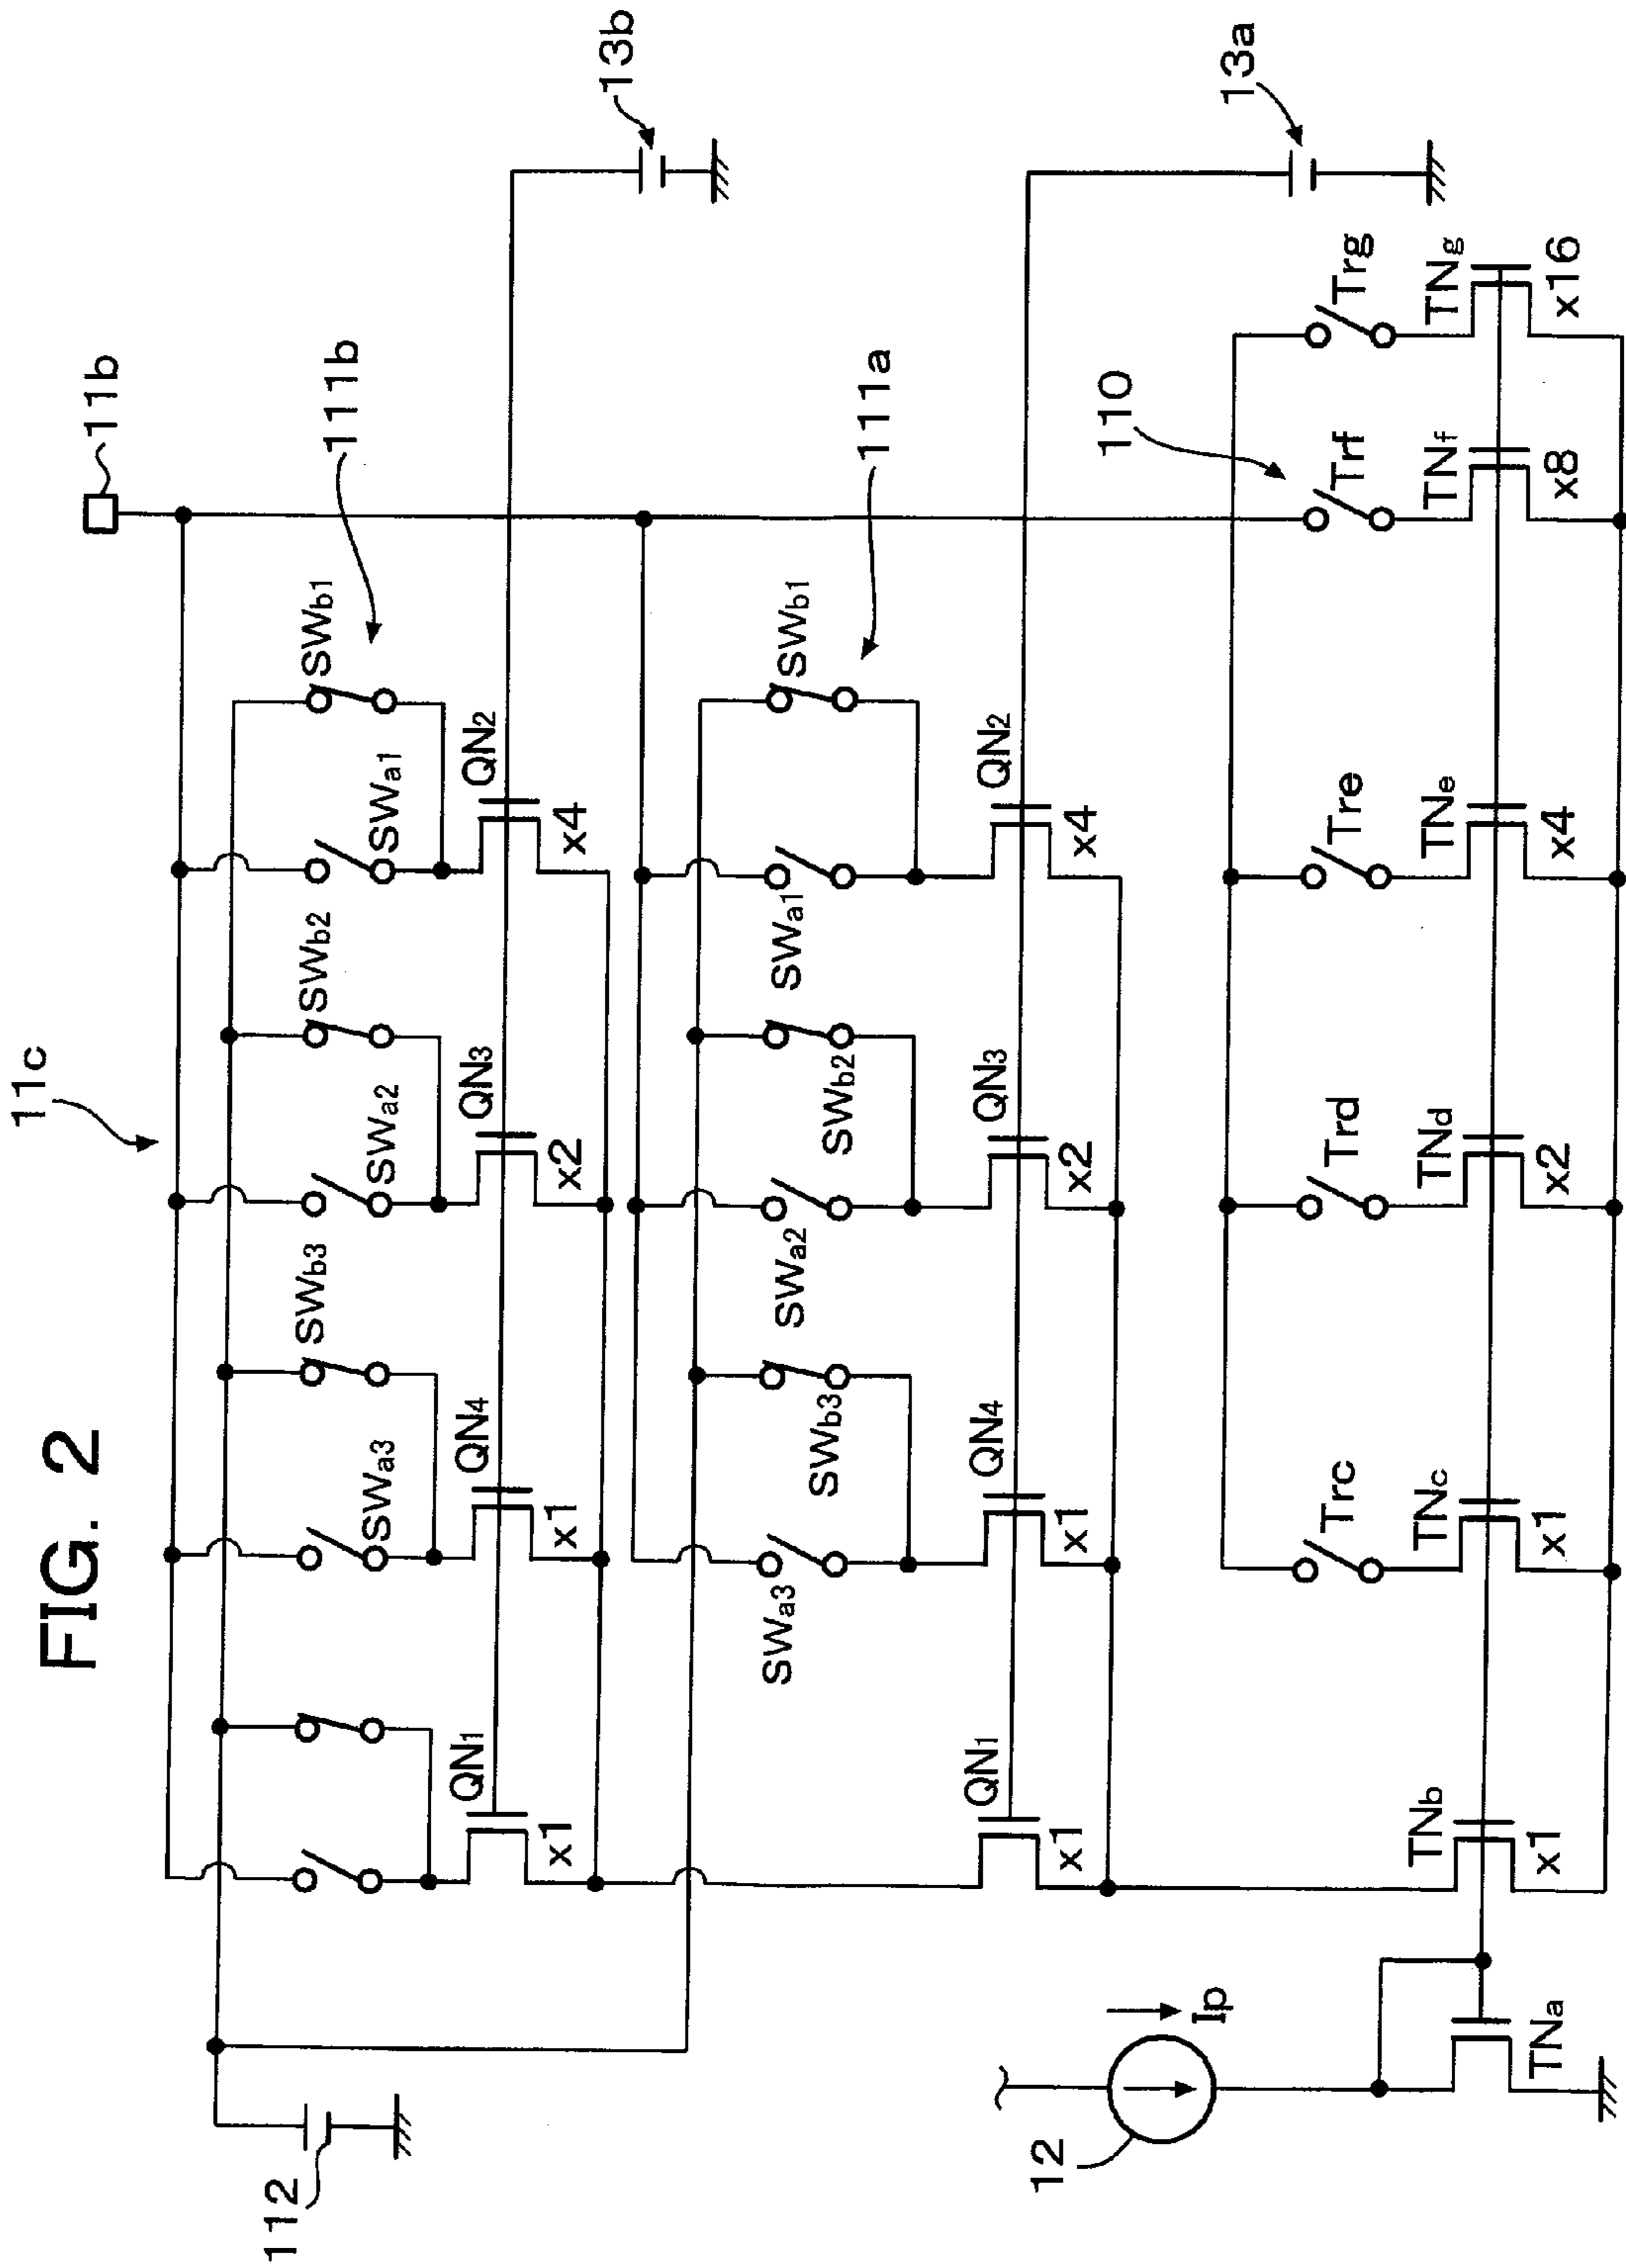 FIG. 2
11c
11b
SWb3
SWb2
SWb1
111b
SWa3
SWa2
SWa1
13b
QN1
QN4
QN3
QN2
x1
x1
x2
x4
112
SWb1
111a
SWa3
SWb3
SWa2
SWb2
SWa1
QN1
QN4
QN3
QN2
13a
x1
x1
x2
x4
110
12
Ip
Trc
Trd
Tre
Trf
Trg
TNb
TNc
TNd
TNe
TNf
TNg
TNa
x1
x1
x2
x4
x8
x16